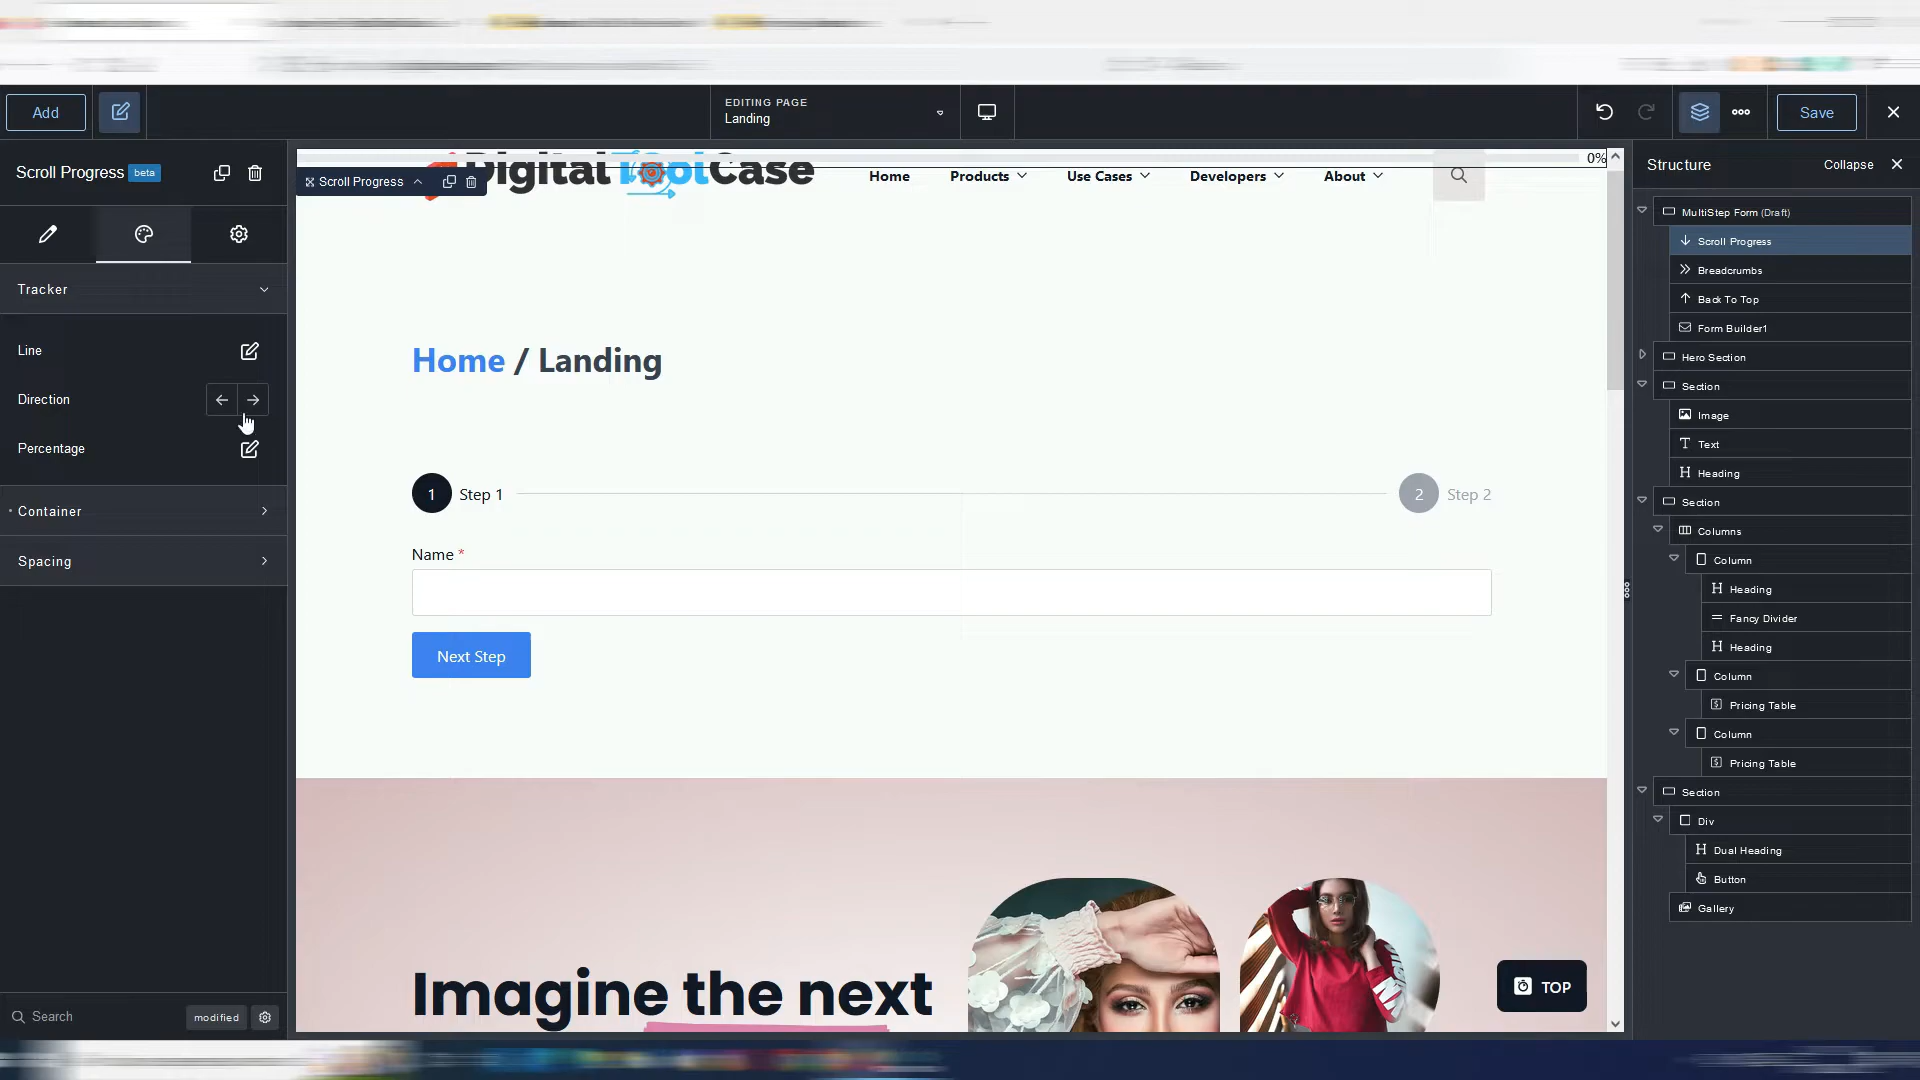 Add
EDITING PAGE
Landing
Save
Scroll Progress beta
Tracker
Line
Direction
Percentage
Container
Spacing
Search
modified
0%
Scroll Progress
DigitalToolCase
Home
Products
Use Cases
Developers
About
Home / Landing
1 Step 1
2 Step 2
Name *
Next Step
Imagine the next
TOP
Structure
Collapse
MultiStep Form (Draft)
Scroll Progress
Breadcrumbs
Back To Top
Form Builder1
Hero Section
Section
Image
Text
Heading
Section
Columns
Column
Heading
Fancy Divider
Heading
Column
Pricing Table
Column
Pricing Table
Section
Div
Dual Heading
Button
Gallery